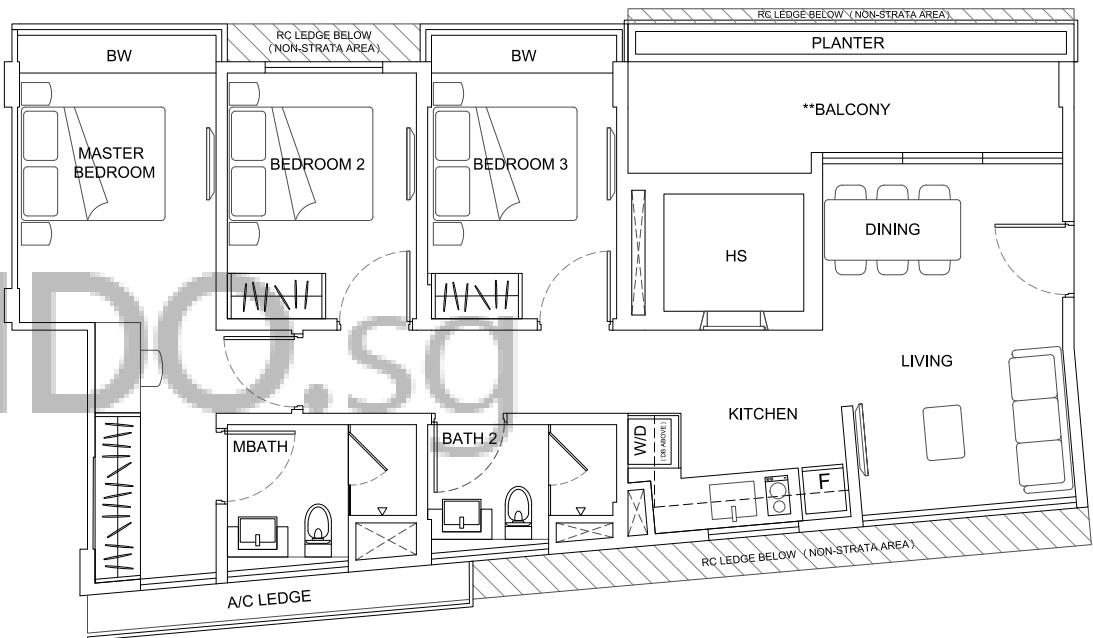 RC LEDGE BELOW (NON-STRATA AREA)
RC LEDGE BELOW
(NON-STRATA AREA)
PLANTER
BW
BW
**BALCONY
MASTER
BEDROOM
BEDROOM 2
BEDROOM 3
DINING
HS
IDO.sg
LIVING
KITCHEN
MBATH
BATH 2
W/D
(DB ABOVE)
F
RC LEDGE BELOW (NON-STRATA AREA)
A/C LEDGE